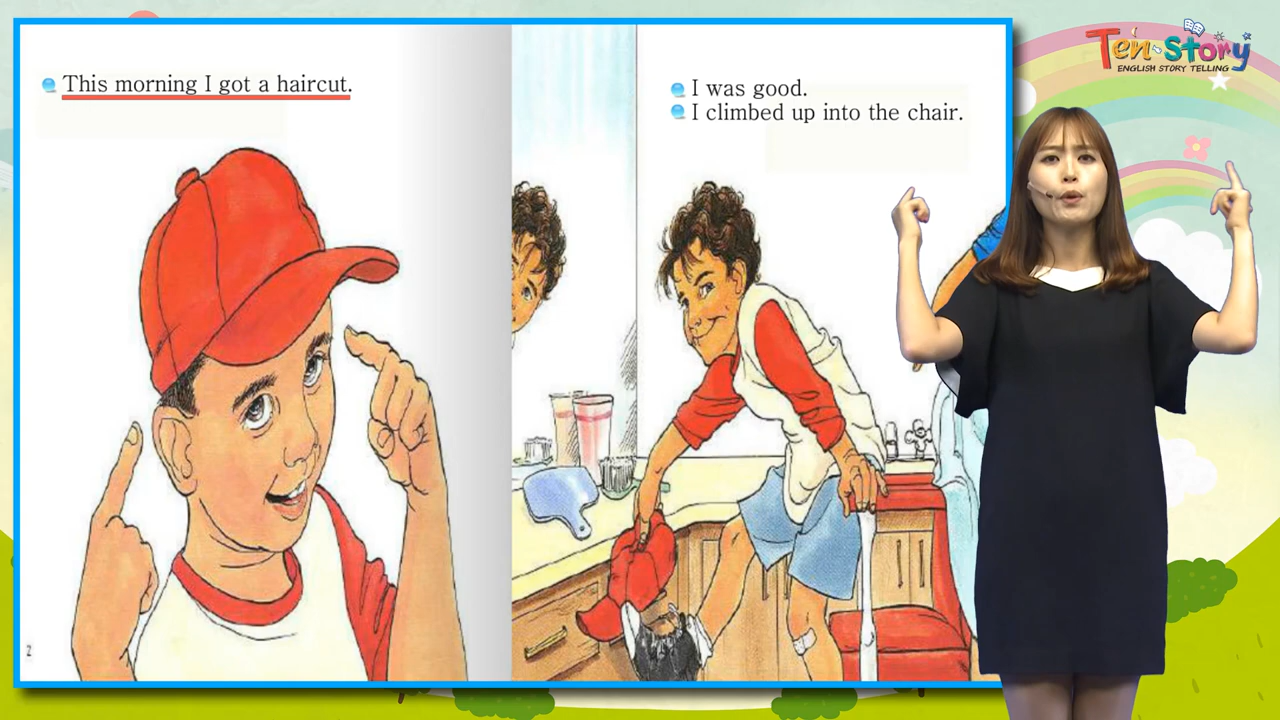 This morning I got a haircut.
2
I was good.
I climbed up into the chair.
Ten-Story
ENGLISH STORY TELLING